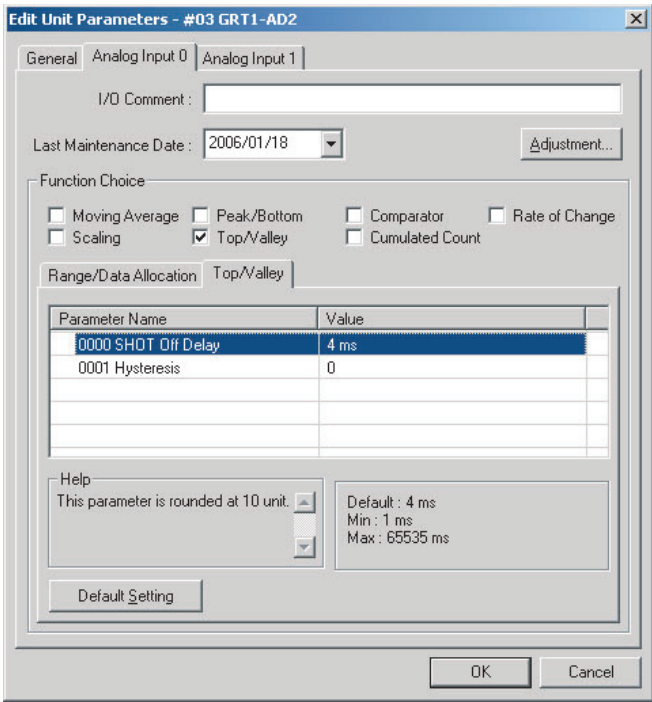 Edit Unit Parameters - #03 GRT1-AD2
General Analog Input 0 Analog Input 1
I/O Comment :
Last Maintenance Date : 2006/01/18 Adjustment...
Function Choice
Moving Average Peak/Bottom Comparator Rate of Change
Scaling Top/Valley Cumulated Count
Range/Data Allocation Top/Valley
Parameter Name Value
0000 SHOT Off Delay 4 ms
0001 Hysteresis 0
Help
This parameter is rounded at 10 unit.
Default : 4 ms
Min : 1 ms
Max : 65535 ms
Default Setting
OK Cancel